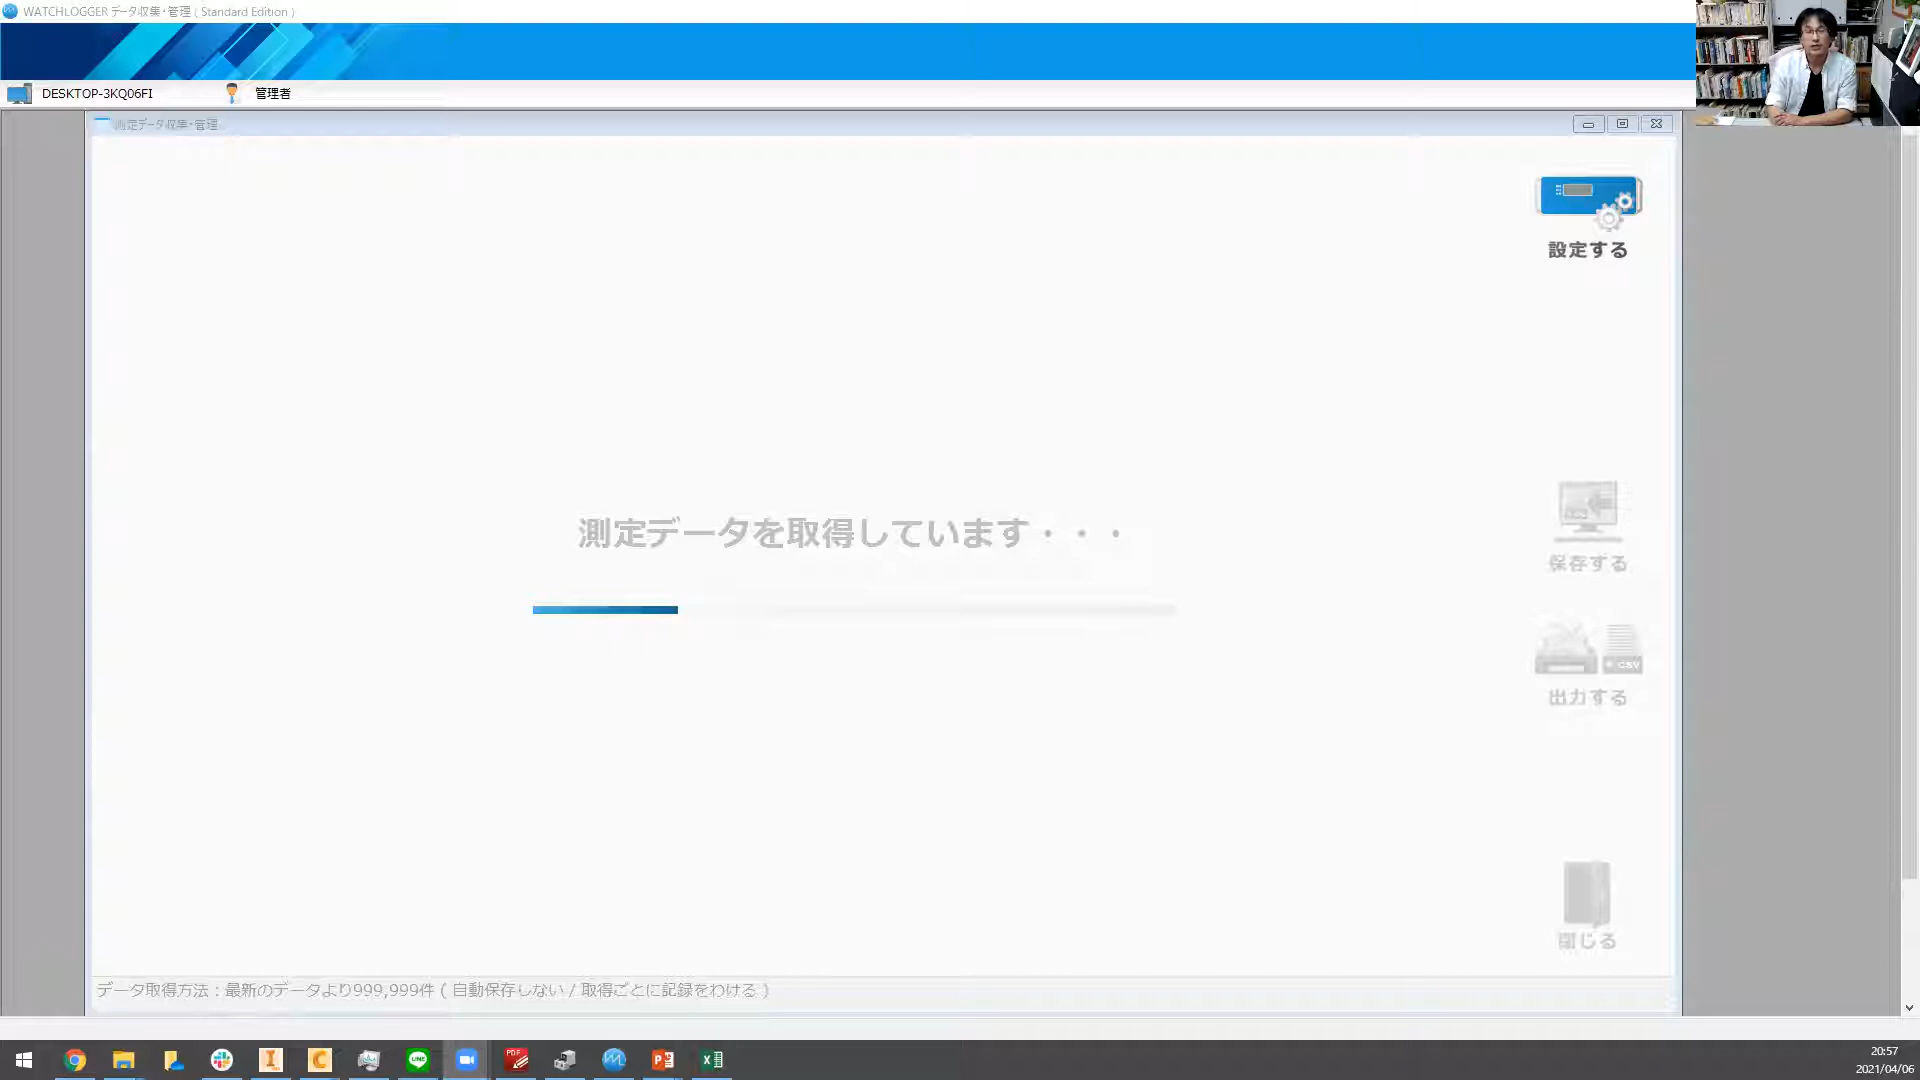 WATCHLOGGER データ収集・管理 ( Standard Edition )
DESKTOP-3KQ06FI
管理者
測定データ収集・管理
設定する
測定データを取得しています・・・
保存する
CSV
出力する
閉じる
データ取得方法：最新のデータより999,999件 ( 自動保存しない / 取得ごとに記録をわける )
LINE
PDF
20:57
2021/04/06